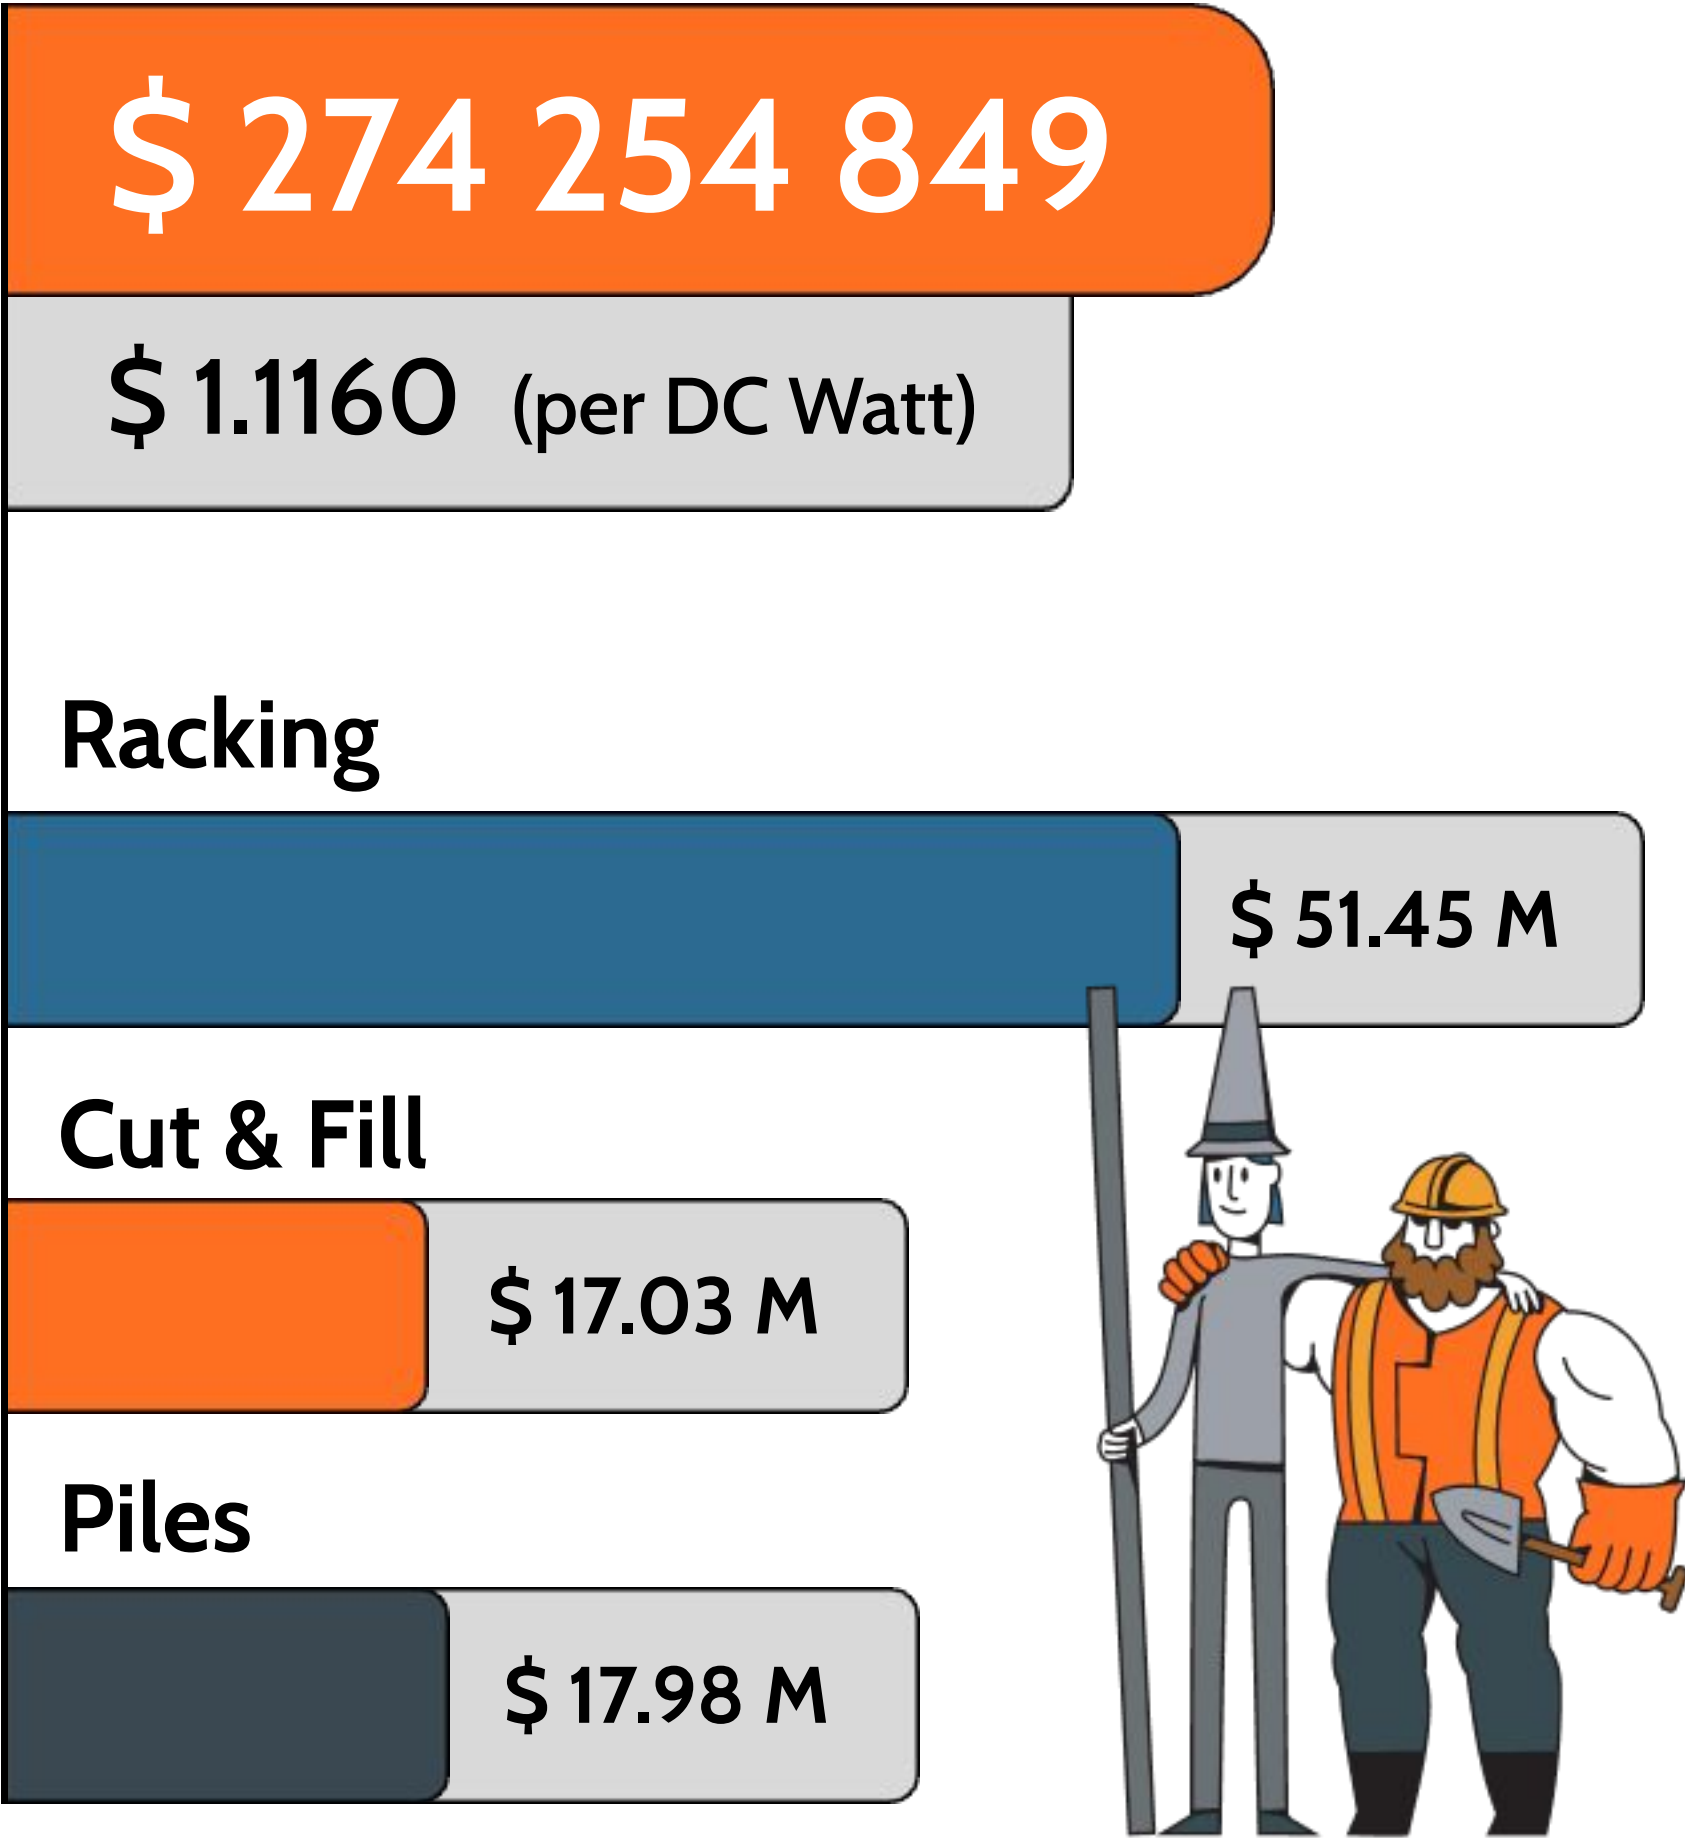 $ 274 254 849
$ 1.1160 (per DC Watt)
Racking
$ 51.45 M
Cut & Fill
$ 17.03 M
Piles
$ 17.98 M